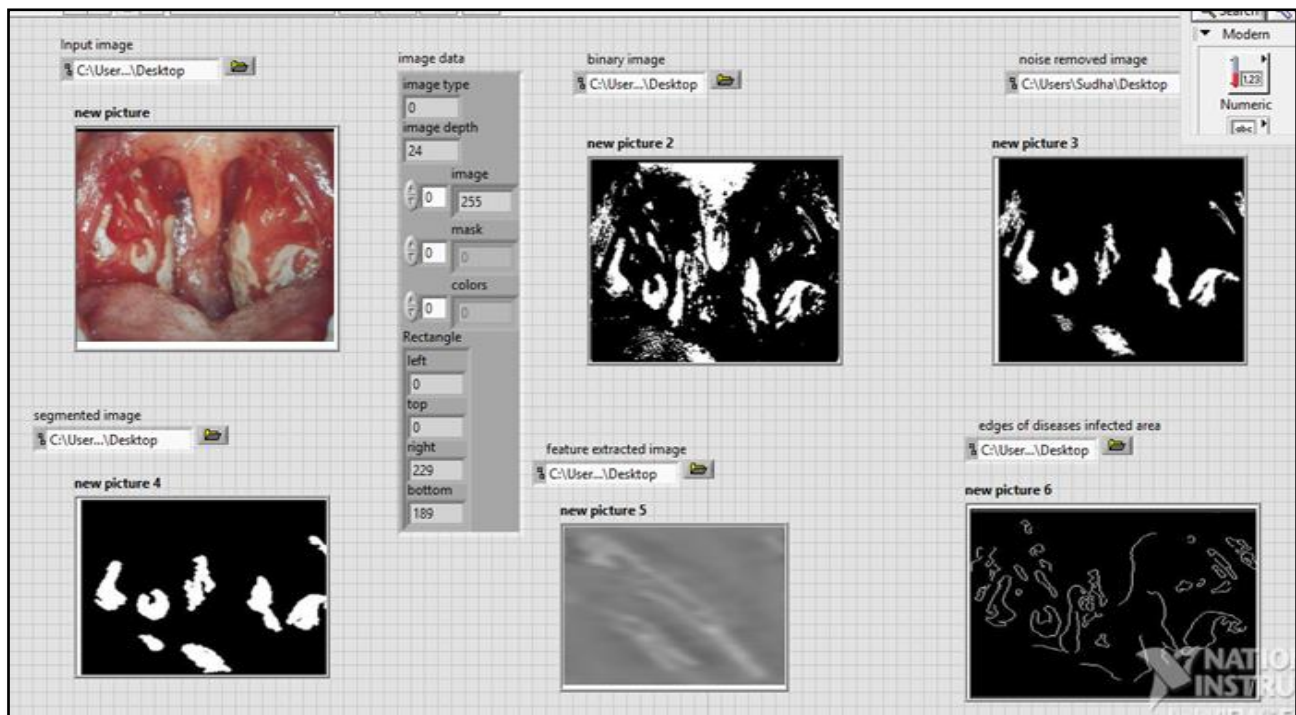 Search
Modern
Numeric
abc
1.23
Input image
C:\User...\Desktop
new picture
image data
image type
0
image depth
24
image
0
255
mask
0
0
colors
0
0
Rectangle
left
0
top
0
right
229
bottom
189
binary image
C:\User...\Desktop
new picture 2
noise removed image
C:\Users\Sudha\Desktop
new picture 3
segmented image
C:\User...\Desktop
new picture 4
feature extracted image
C:\User...\Desktop
new picture 5
edges of diseases infected area
C:\User...\Desktop
new picture 6
NATIO
INSTRU